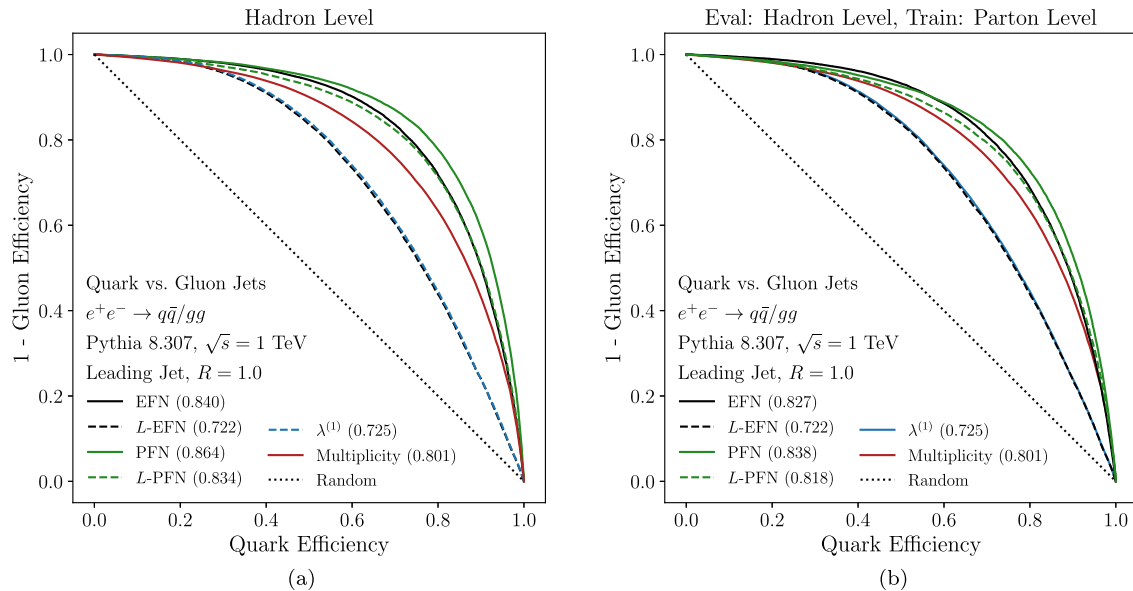 Hadron Level
1 - Gluon Efficiency
1.0
0.8
0.6
0.4
0.2
0.0
Quark vs. Gluon Jets
e⁺e⁻ → qq̄/gg
Pythia 8.307, √s = 1 TeV
Leading Jet, R = 1.0
EFN (0.840)
L-EFN (0.722)
PFN (0.864)
L-PFN (0.834)
λ⁽¹⁾ (0.725)
Multiplicity (0.801)
Random
0.0 0.2 0.4 0.6 0.8 1.0
Quark Efficiency
(a)
Eval: Hadron Level, Train: Parton Level
1 - Gluon Efficiency
1.0
0.8
0.6
0.4
0.2
0.0
Quark vs. Gluon Jets
e⁺e⁻ → qq̄/gg
Pythia 8.307, √s = 1 TeV
Leading Jet, R = 1.0
EFN (0.827)
L-EFN (0.722)
PFN (0.838)
L-PFN (0.818)
λ⁽¹⁾ (0.725)
Multiplicity (0.801)
Random
0.0 0.2 0.4 0.6 0.8 1.0
Quark Efficiency
(b)